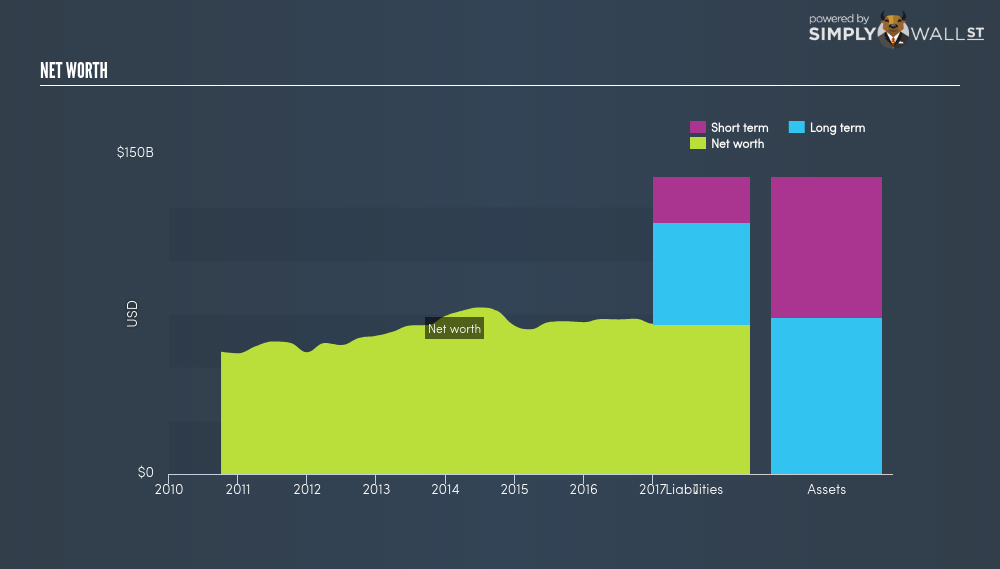 powered by
SIMPLY WALL ST
NET WORTH
Short term
Long term
Net worth
$150B
USD
Net worth
$0
2010 2011 2012 2013 2014 2015 2016 2017 Liabilities Assets